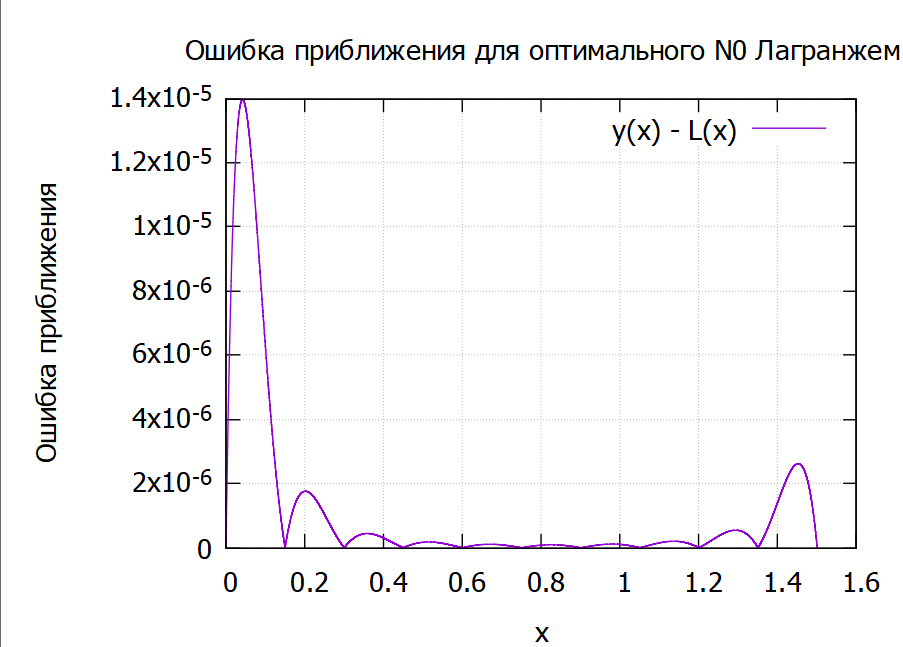 Ошибка приближения для оптимального N0 Лагранжем
y(x) - L(x)
Ошибка приближения
1.4x10-5
1.2x10-5
1x10-5
8x10-6
6x10-6
4x10-6
2x10-6
0
0 0.2 0.4 0.6 0.8 1 1.2 1.4 1.6
x